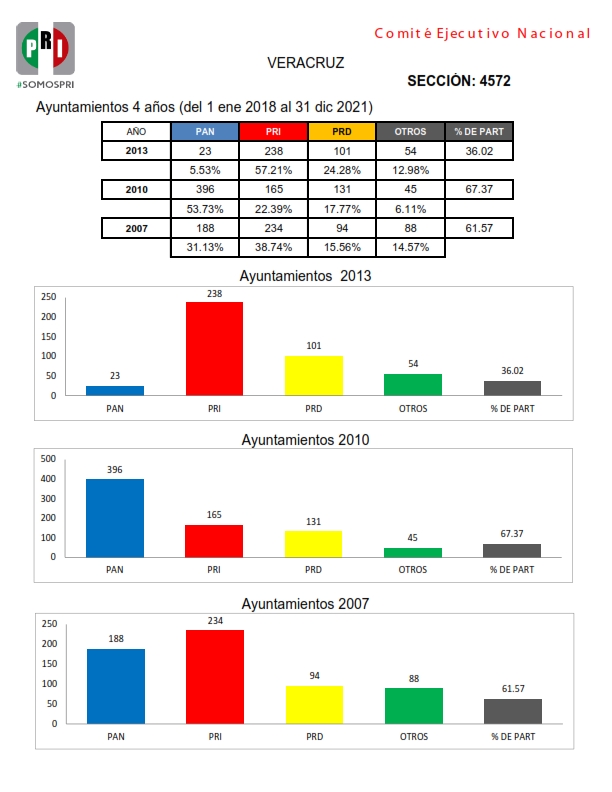 Comité Ejecutivo Nacional
PRI
#SOMOSPRI
VERACRUZ
SECCIÓN: 4572
Ayuntamientos 4 años (del 1 ene 2018 al 31 dic 2021)
AÑO PAN PRI PRD OTROS % DE PART
2013 23 238 101 54 36.02
5.53% 57.21% 24.28% 12.98%
2010 396 165 131 45 67.37
53.73% 22.39% 17.77% 6.11%
2007 188 234 94 88 61.57
31.13% 38.74% 15.56% 14.57%
Ayuntamientos 2013
250
200
150
100
50
0
23 238 101 54 36.02
PAN PRI PRD OTROS % DE PART
Ayuntamientos 2010
500
400
300
200
100
0
396 165 131 45 67.37
PAN PRI PRD OTROS % DE PART
Ayuntamientos 2007
250
200
150
100
50
0
188 234 94 88 61.57
PAN PRI PRD OTROS % DE PART